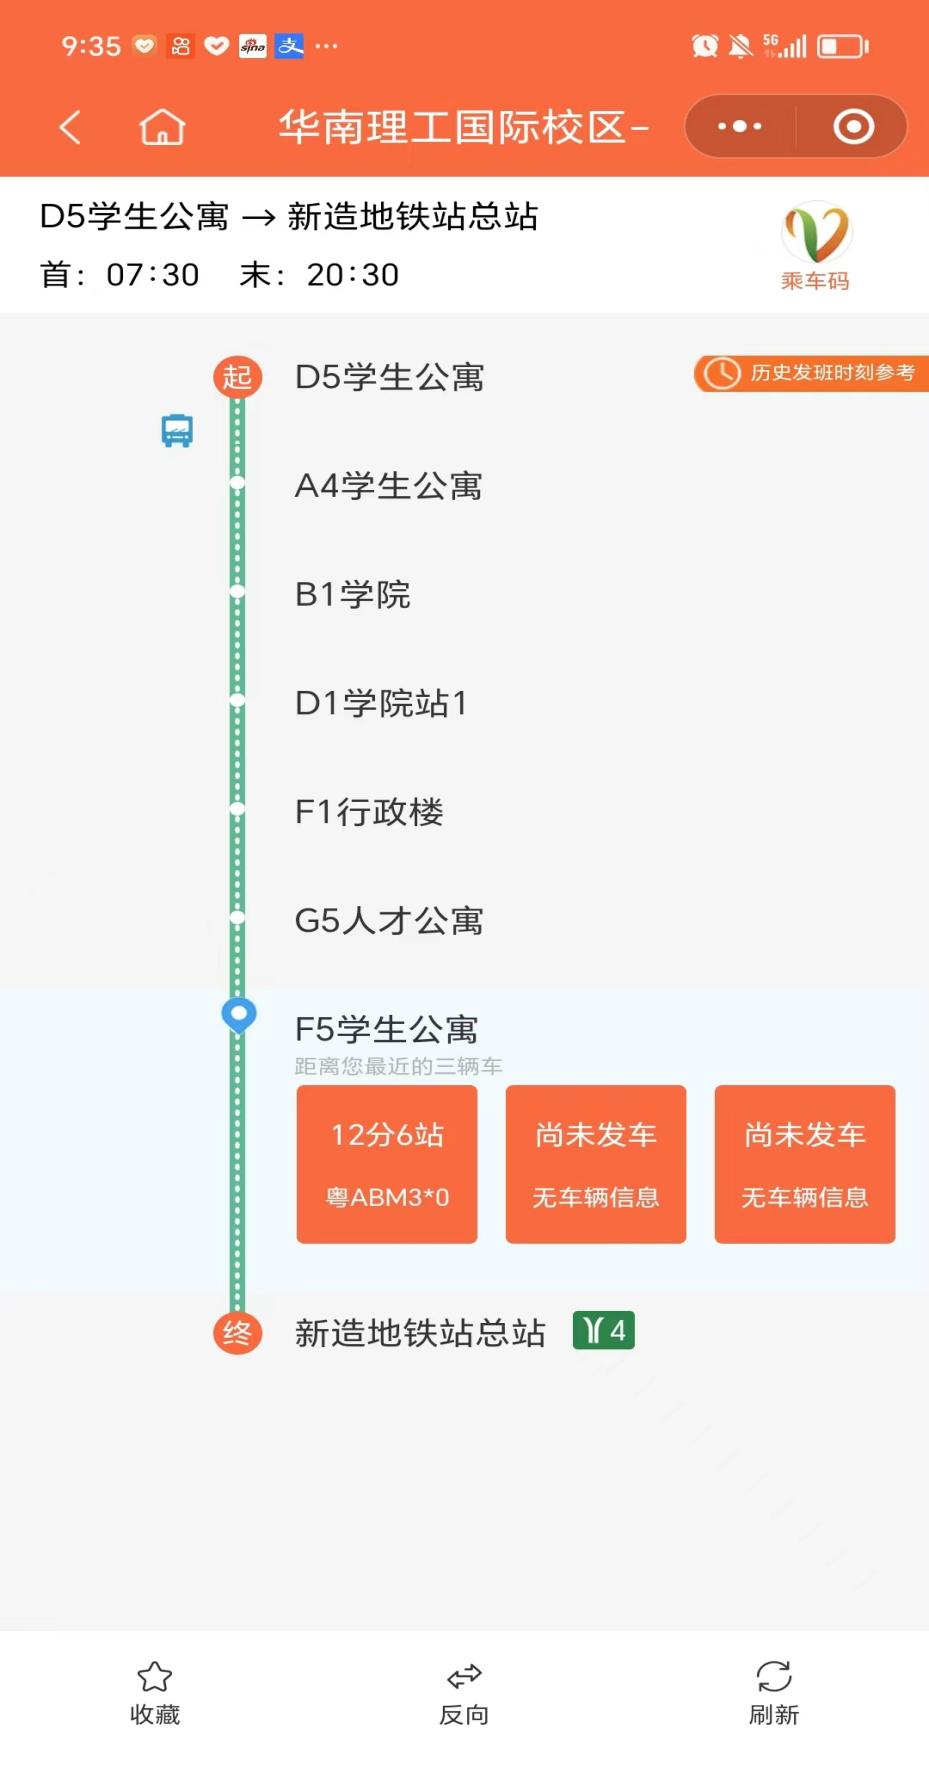 9:35
sina
支
5G
华南理工国际校区-
D5学生公寓 → 新造地铁站总站
首：07:30 末：20:30
乘车码
起
D5学生公寓
历史发班时刻参考
A4学生公寓
B1学院
D1学院站1
F1行政楼
G5人才公寓
F5学生公寓
距离您最近的三辆车
12分6站
粤ABM3*0
尚未发车
无车辆信息
尚未发车
无车辆信息
终
新造地铁站总站 4
收藏
反向
刷新